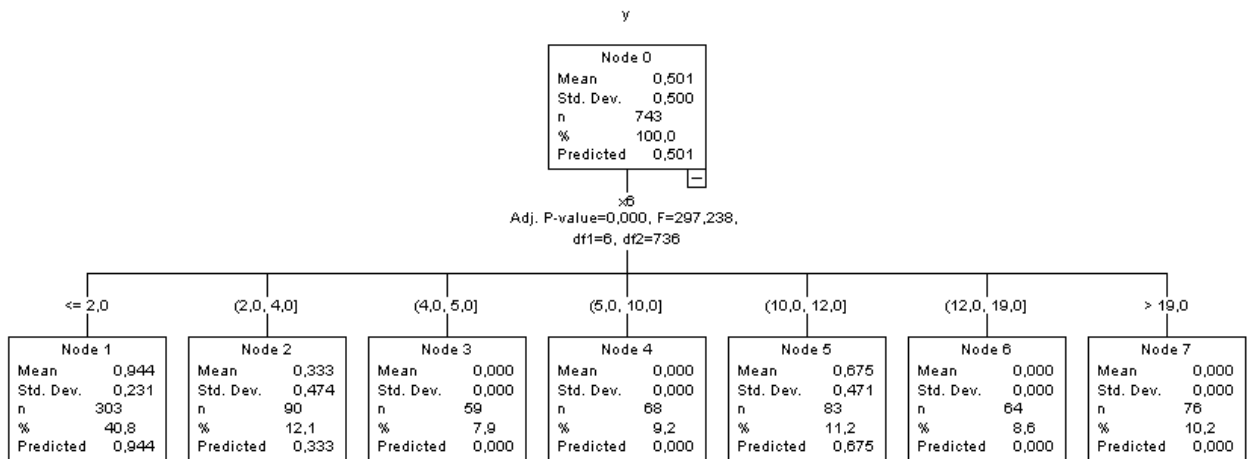 y
Node 0
Mean 0,501
Std. Dev. 0,500
n 743
% 100,0
Predicted 0,501
x6
Adj. P-value=0,000, F=297,238,
df1=6, df2=736
<= 2,0
(2,0, 4,0]
(4,0, 5,0]
(5,0, 10,0]
(10,0, 12,0]
(12,0, 19,0]
> 19,0
Node 1
Mean 0,944
Std. Dev. 0,231
n 303
% 40,8
Predicted 0,944
Node 2
Mean 0,333
Std. Dev. 0,474
n 90
% 12,1
Predicted 0,333
Node 3
Mean 0,000
Std. Dev. 0,000
n 59
% 7,9
Predicted 0,000
Node 4
Mean 0,000
Std. Dev. 0,000
n 68
% 9,2
Predicted 0,000
Node 5
Mean 0,675
Std. Dev. 0,471
n 83
% 11,2
Predicted 0,675
Node 6
Mean 0,000
Std. Dev. 0,000
n 64
% 8,6
Predicted 0,000
Node 7
Mean 0,000
Std. Dev. 0,000
n 76
% 10,2
Predicted 0,000